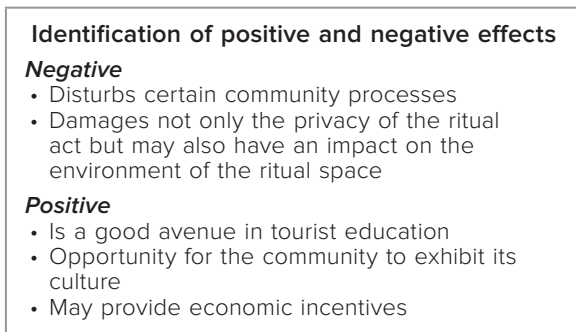 Identification of positive and negative effects
Negative
• Disturbs certain community processes
• Damages not only the privacy of the ritual
act but may also have an impact on the
environment of the ritual space
Positive
• Is a good avenue in tourist education
• Opportunity for the community to exhibit its
culture
• May provide economic incentives